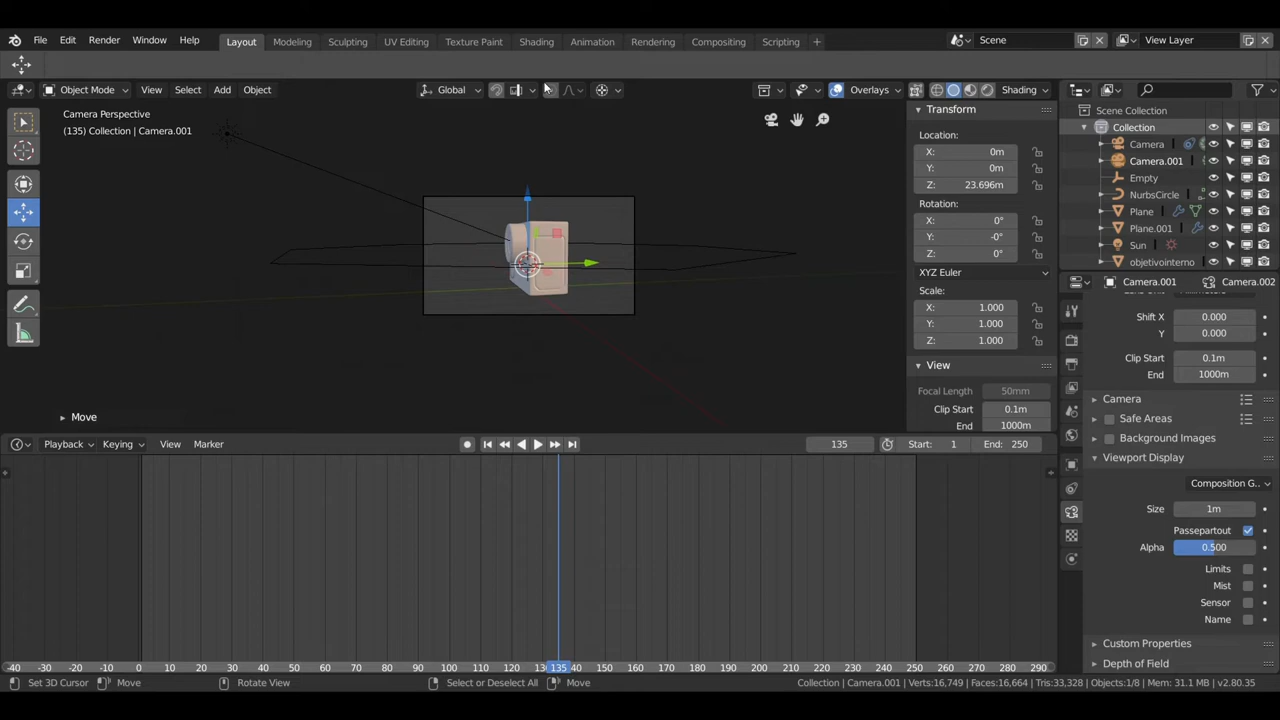 File Edit Render Window Help Layout Modeling Sculpting UV Editing Texture Paint Shading Animation Rendering Compositing Scripting + Scene View Layer
Object Mode View Select Add Object Global Overlays Shading
Camera Perspective
(135) Collection | Camera.001
Transform
Location:
X: 0m
Y: 0m
Z: 23.696m
Rotation:
X: 0°
Y: -0°
Z: 0°
XYZ Euler
Scale:
X: 1.000
Y: 1.000
Z: 1.000
View
Focal Length 50mm
Clip Start 0.1m
End 1000m
Scene Collection
Collection
Camera
Camera.001
Empty
NurbsCircle
Plane
Plane.001
Sun
objetivointerno
Camera.001 Camera.002
Shift X 0.000
Y 0.000
Clip Start 0.1m
End 1000m
Camera
Safe Areas
Background Images
Viewport Display
Composition G..
Size 1m
Passepartout
Alpha 0.500
Limits
Mist
Sensor
Name
Custom Properties
Depth of Field
Move
Playback Keying View Marker 135 Start: 1 End: 250
-40 -30 -20 -10 0 10 20 30 40 50 60 70 80 90 100 110 120 13 135 40 150 160 170 180 190 200 210 220 230 240 250 260 270 280 290
Set 3D Cursor Move Rotate View Select or Deselect All Move Collection | Camera.001 | Verts:16,749 | Faces:16,664 | Tris:33,328 | Objects:1/8 | Mem: 31.1 MB | v2.80.35